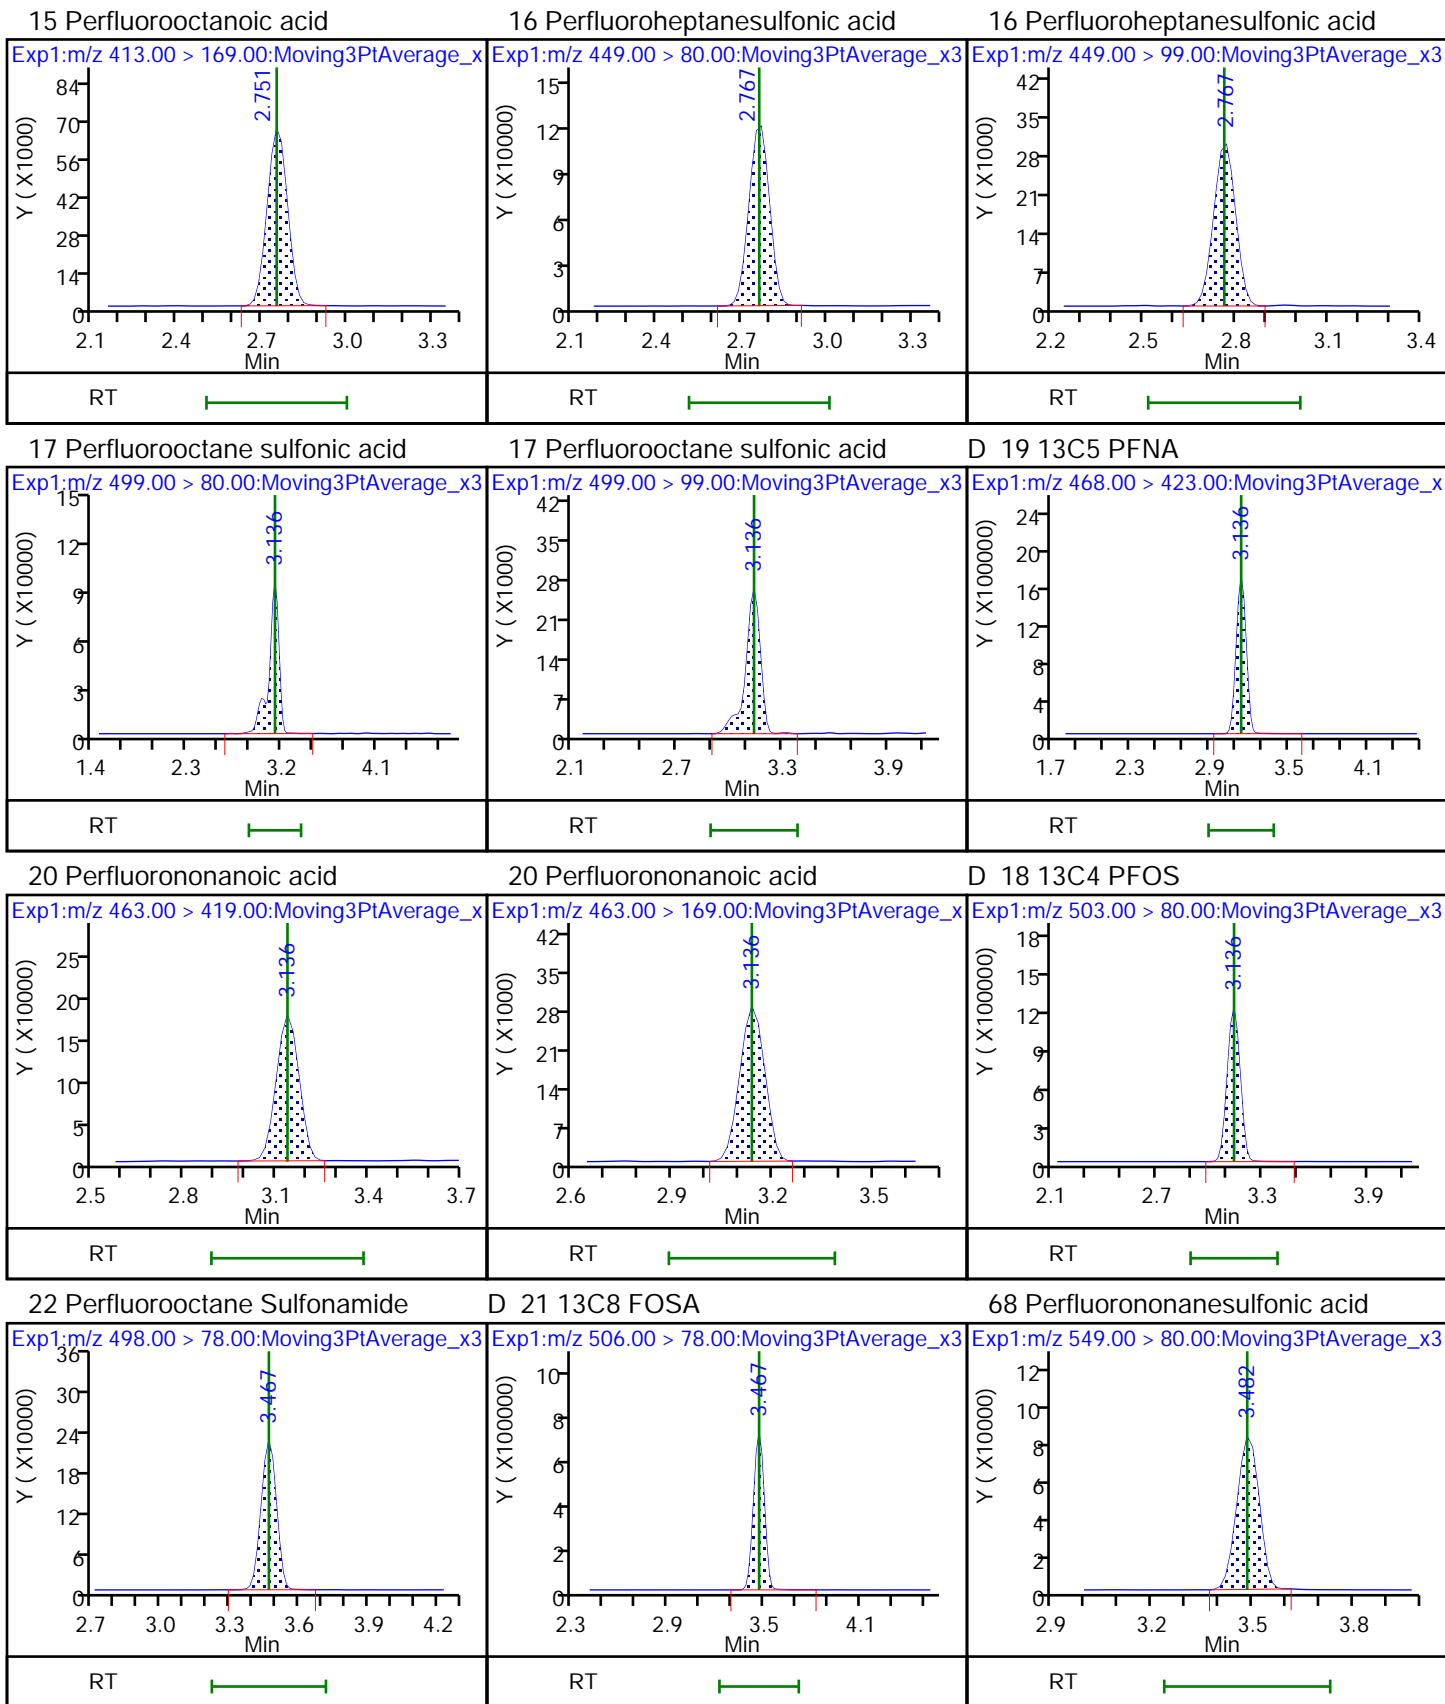 15 Perfluorooctanoic acid
Exp1:m/z 413.00 > 169.00:Moving3PtAverage_x
2.751
84
70
56
42
28
14
0
Y ( X1000)
2.1 2.4 2.7 3.0 3.3
Min
RT
16 Perfluoroheptanesulfonic acid
Exp1:m/z 449.00 > 80.00:Moving3PtAverage_x3
2.767
15
12
9
6
3
0
Y ( X10000)
2.1 2.4 2.7 3.0 3.3
Min
RT
16 Perfluoroheptanesulfonic acid
Exp1:m/z 449.00 > 99.00:Moving3PtAverage_x3
2.767
42
35
28
21
14
7
0
Y ( X1000)
2.2 2.5 2.8 3.1 3.4
Min
RT
17 Perfluorooctane sulfonic acid
Exp1:m/z 499.00 > 80.00:Moving3PtAverage_x3
3.136
15
12
9
6
3
0
Y ( X10000)
1.4 2.3 3.2 4.1
Min
RT
17 Perfluorooctane sulfonic acid
Exp1:m/z 499.00 > 99.00:Moving3PtAverage_x3
3.136
42
35
28
21
14
7
0
Y ( X1000)
2.1 2.7 3.3 3.9
Min
RT
D 19 13C5 PFNA
Exp1:m/z 468.00 > 423.00:Moving3PtAverage_x
3.136
24
20
16
12
8
4
0
Y ( X100000)
1.7 2.3 2.9 3.5 4.1
Min
RT
20 Perfluorononanoic acid
Exp1:m/z 463.00 > 419.00:Moving3PtAverage_x
3.136
25
20
15
10
5
0
Y ( X10000)
2.5 2.8 3.1 3.4 3.7
Min
RT
20 Perfluorononanoic acid
Exp1:m/z 463.00 > 169.00:Moving3PtAverage_x
3.136
42
35
28
21
14
7
0
Y ( X1000)
2.6 2.9 3.2 3.5
Min
RT
D 18 13C4 PFOS
Exp1:m/z 503.00 > 80.00:Moving3PtAverage_x3
3.136
18
15
12
9
6
3
0
Y ( X100000)
2.1 2.7 3.3 3.9
Min
RT
22 Perfluorooctane Sulfonamide
Exp1:m/z 498.00 > 78.00:Moving3PtAverage_x3
3.467
36
30
24
18
12
6
0
Y ( X10000)
2.7 3.0 3.3 3.6 3.9 4.2
Min
RT
D 21 13C8 FOSA
Exp1:m/z 506.00 > 78.00:Moving3PtAverage_x3
3.467
10
8
6
4
2
0
Y ( X100000)
2.3 2.9 3.5 4.1
Min
RT
68 Perfluorononanesulfonic acid
Exp1:m/z 549.00 > 80.00:Moving3PtAverage_x3
3.482
12
10
8
6
4
2
0
Y ( X10000)
2.9 3.2 3.5 3.8
Min
RT